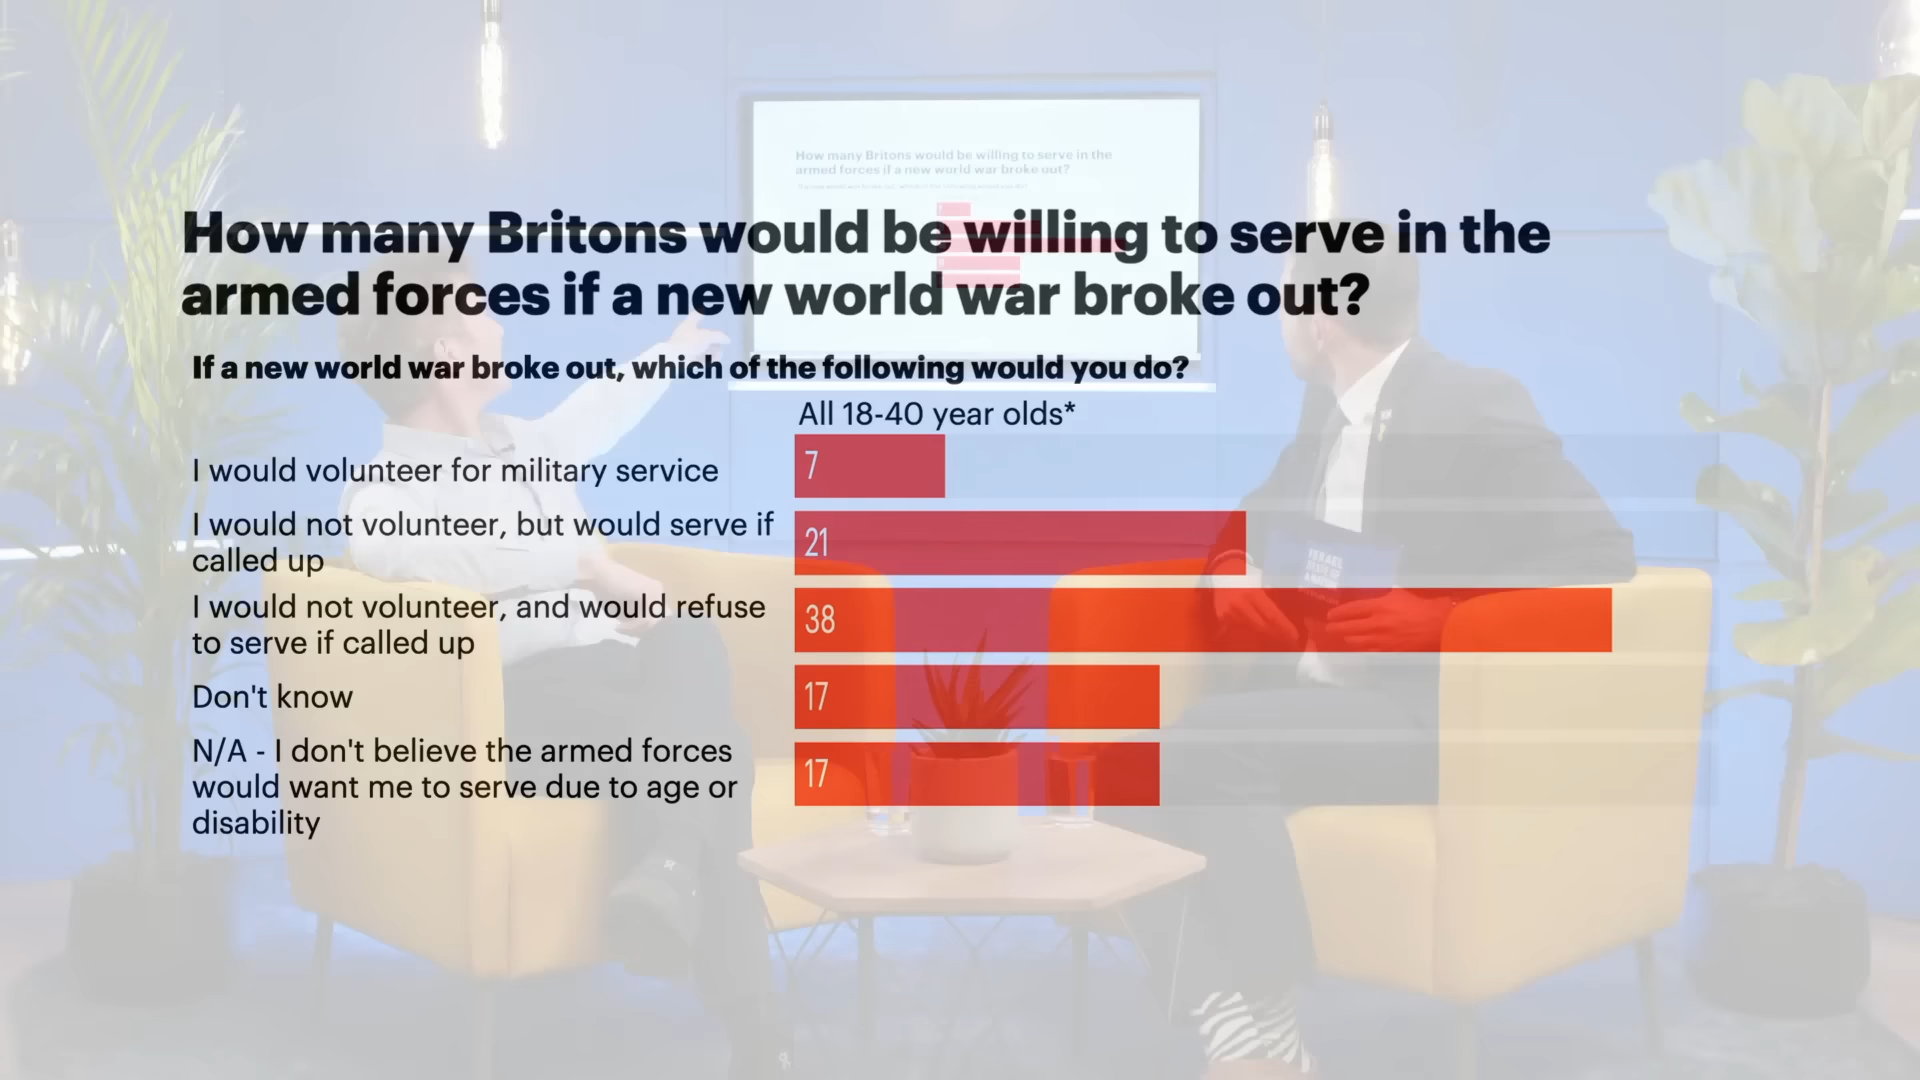 How many Britons would be willing to serve in the
armed forces if a new world war broke out?
How many Britons would be willing to serve in the
armed forces if a new world war broke out?
If a new world war broke out, which of the following would you do?
All 18-40 year olds*
I would volunteer for military service
7
I would not volunteer, but would serve if
called up
21
I would not volunteer, and would refuse
to serve if called up
38
Don't know
17
N/A - I don't believe the armed forces
would want me to serve due to age or
disability
17